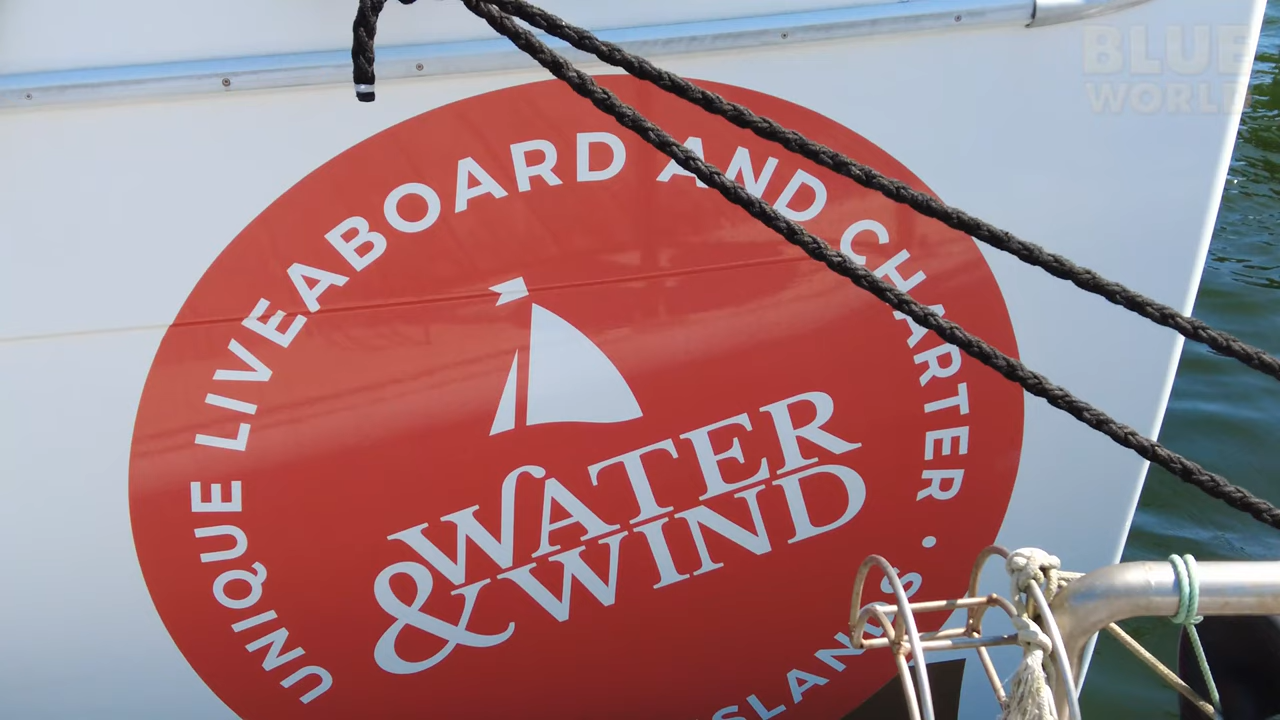 BLUE
WORLD
UNIQUE LIVEABOARD AND CHARTER •
WATER
& WIND